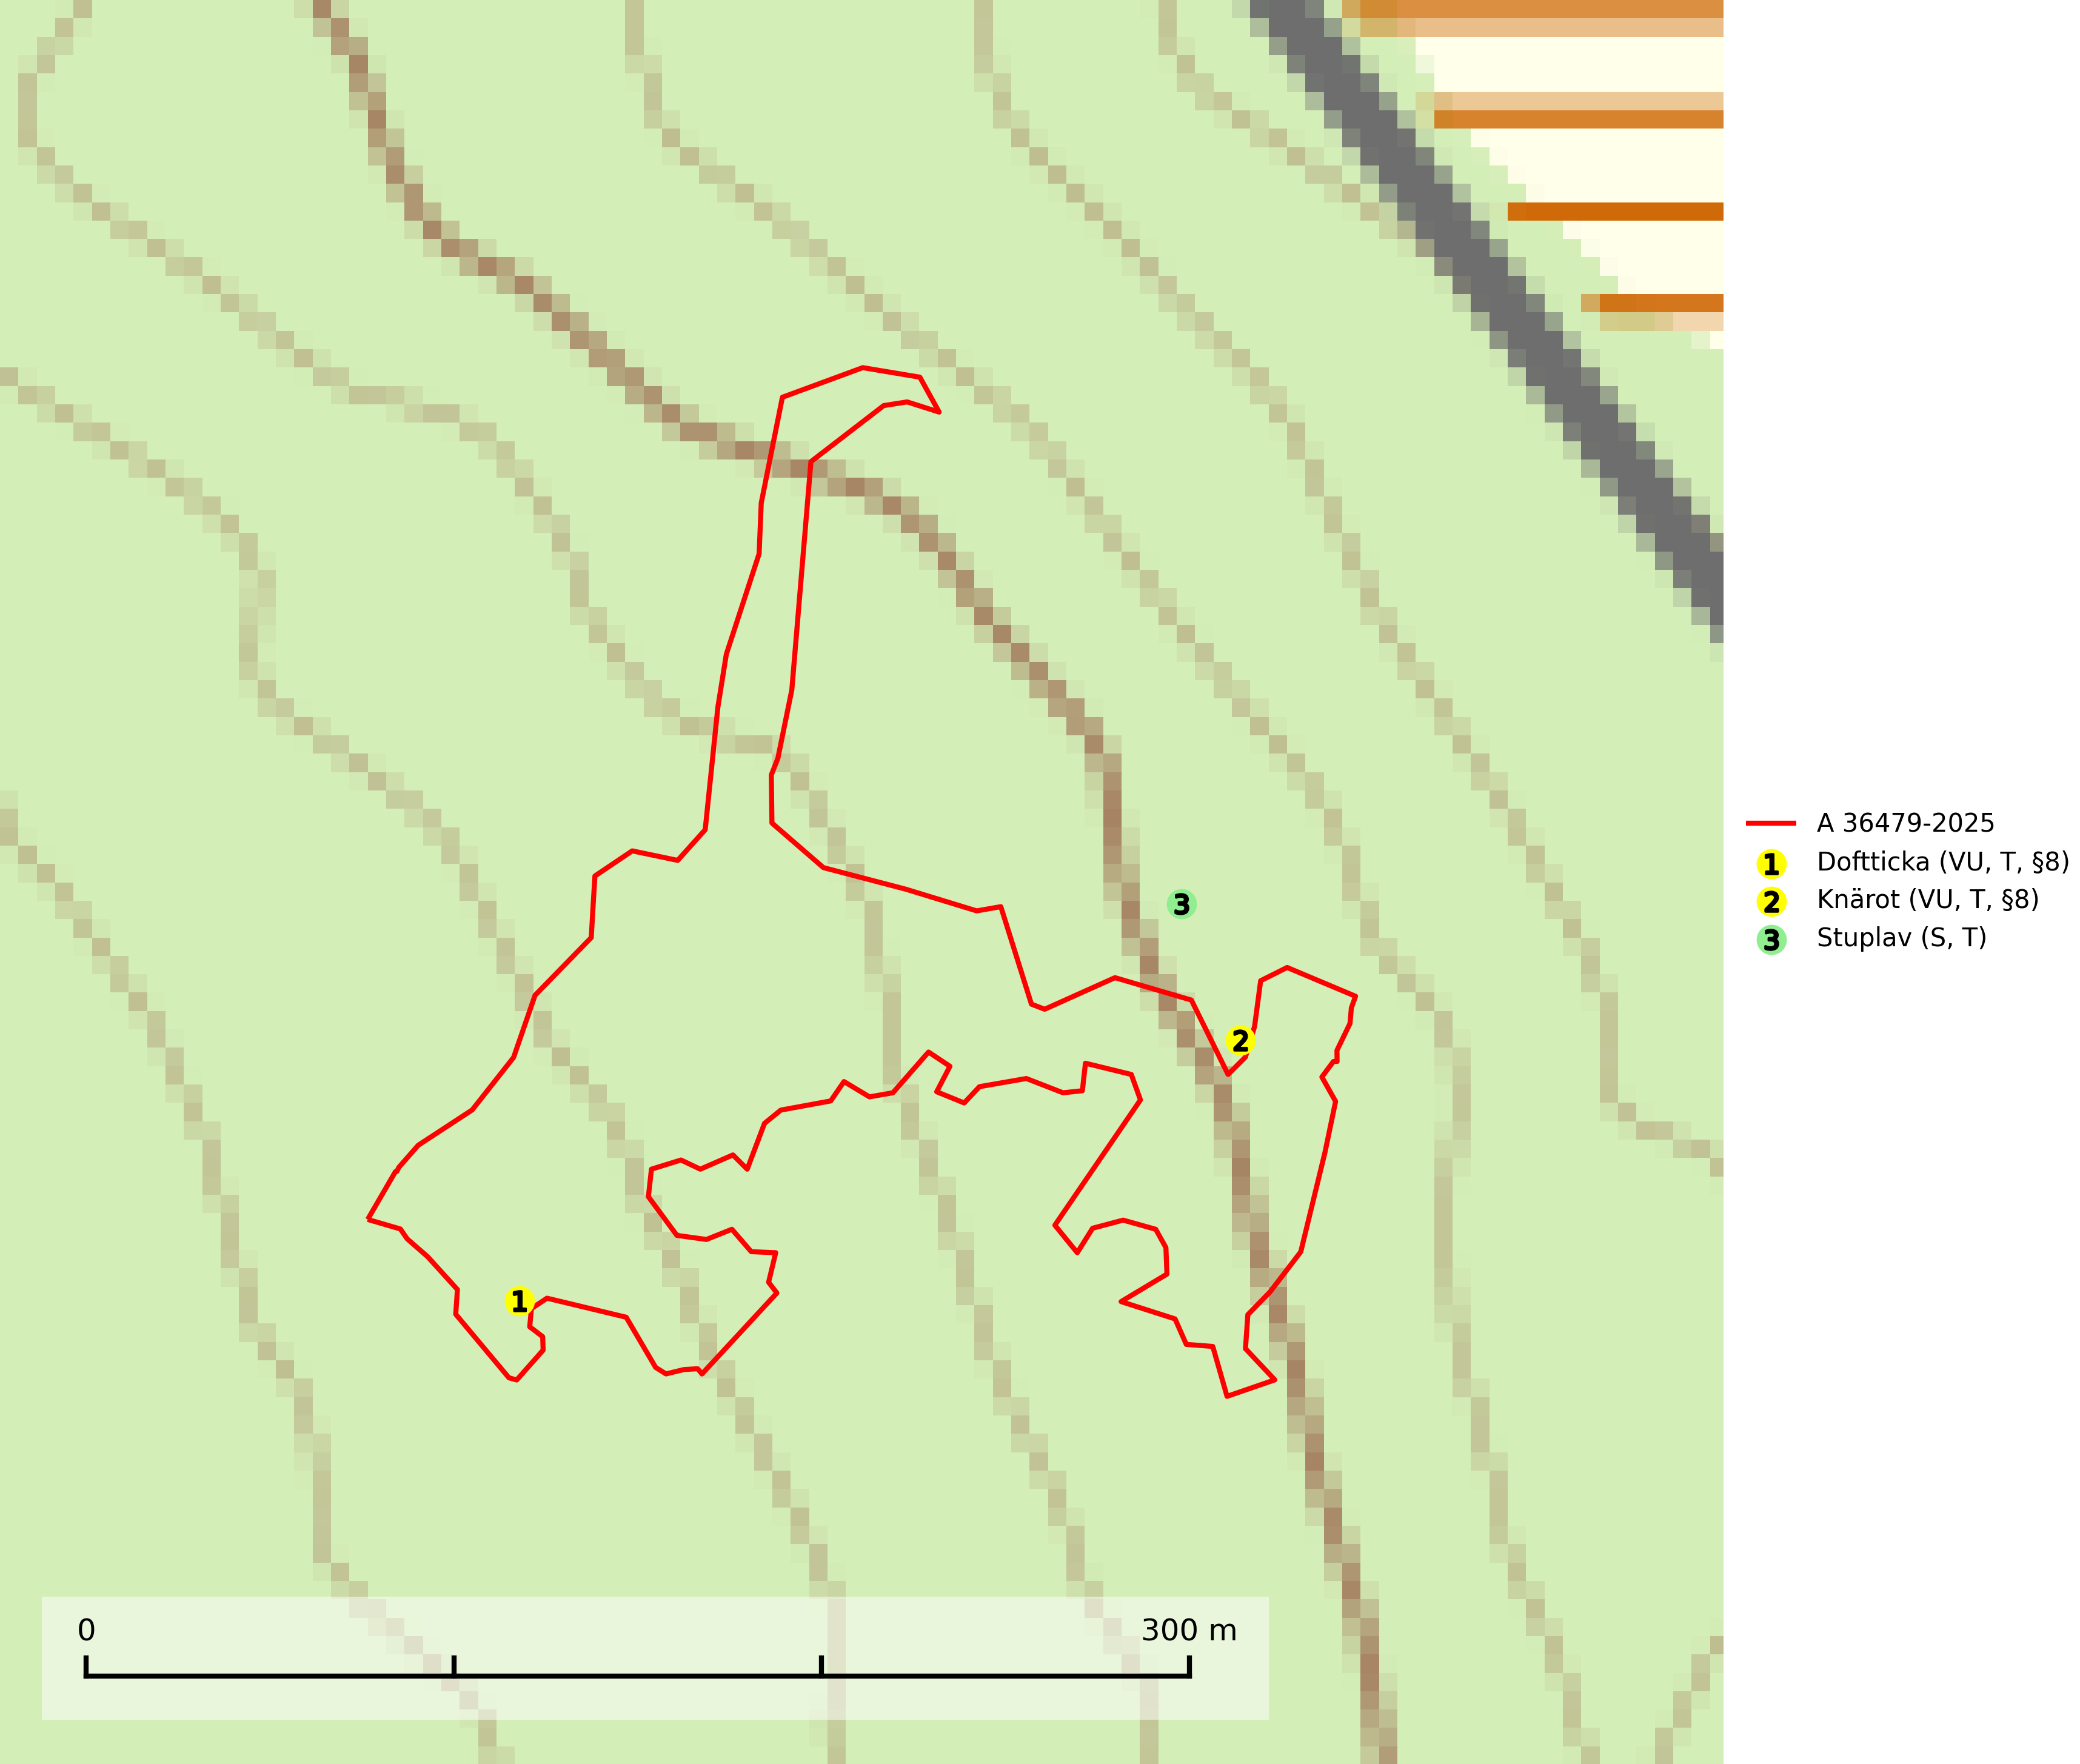 3
2
1
0
300 m
A 36479-2025
1 Doftticka (VU, T, §8)
2 Knärot (VU, T, §8)
3 Stuplav (S, T)